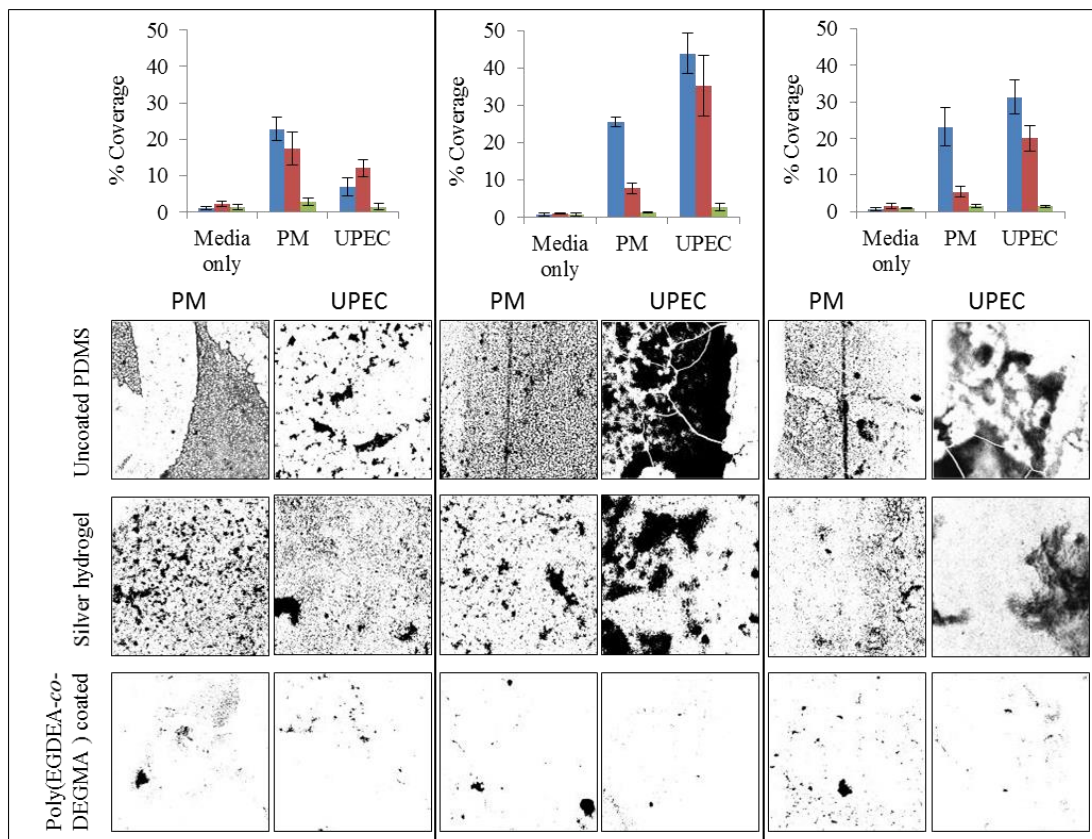 50
40
30
20
10
0
% Coverage
Media only
PM
UPEC
50
40
30
20
10
0
% Coverage
Media only
PM
UPEC
50
40
30
20
10
0
% Coverage
Media only
PM
UPEC
PM
UPEC
PM
UPEC
PM
UPEC
Uncoated PDMS
Silver hydrogel
Poly(EGDEA-co-
DEGMA ) coated